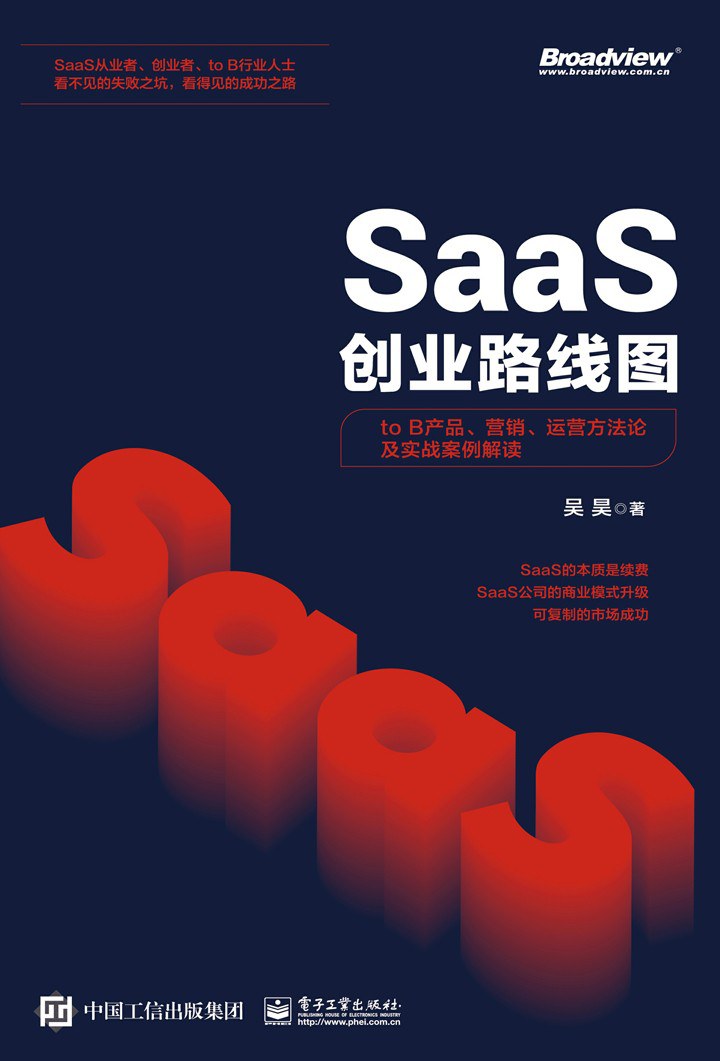 SaaS从业者、创业者、to B行业人士
看不见的失败之坑，看得见的成功之路
Broadview®
www.broadview.com.cn
SaaS
创业路线图
to B产品、营销、运营方法论
及实战案例解读
吴 昊◎著
SaaS的本质是续费
SaaS公司的商业模式升级
可复制的市场成功
SaaS
中国工信出版集团
電子工業出版社·
PUBLISHING HOUSE OF ELECTRONICS INDUSTRY
http://www.phei.com.cn